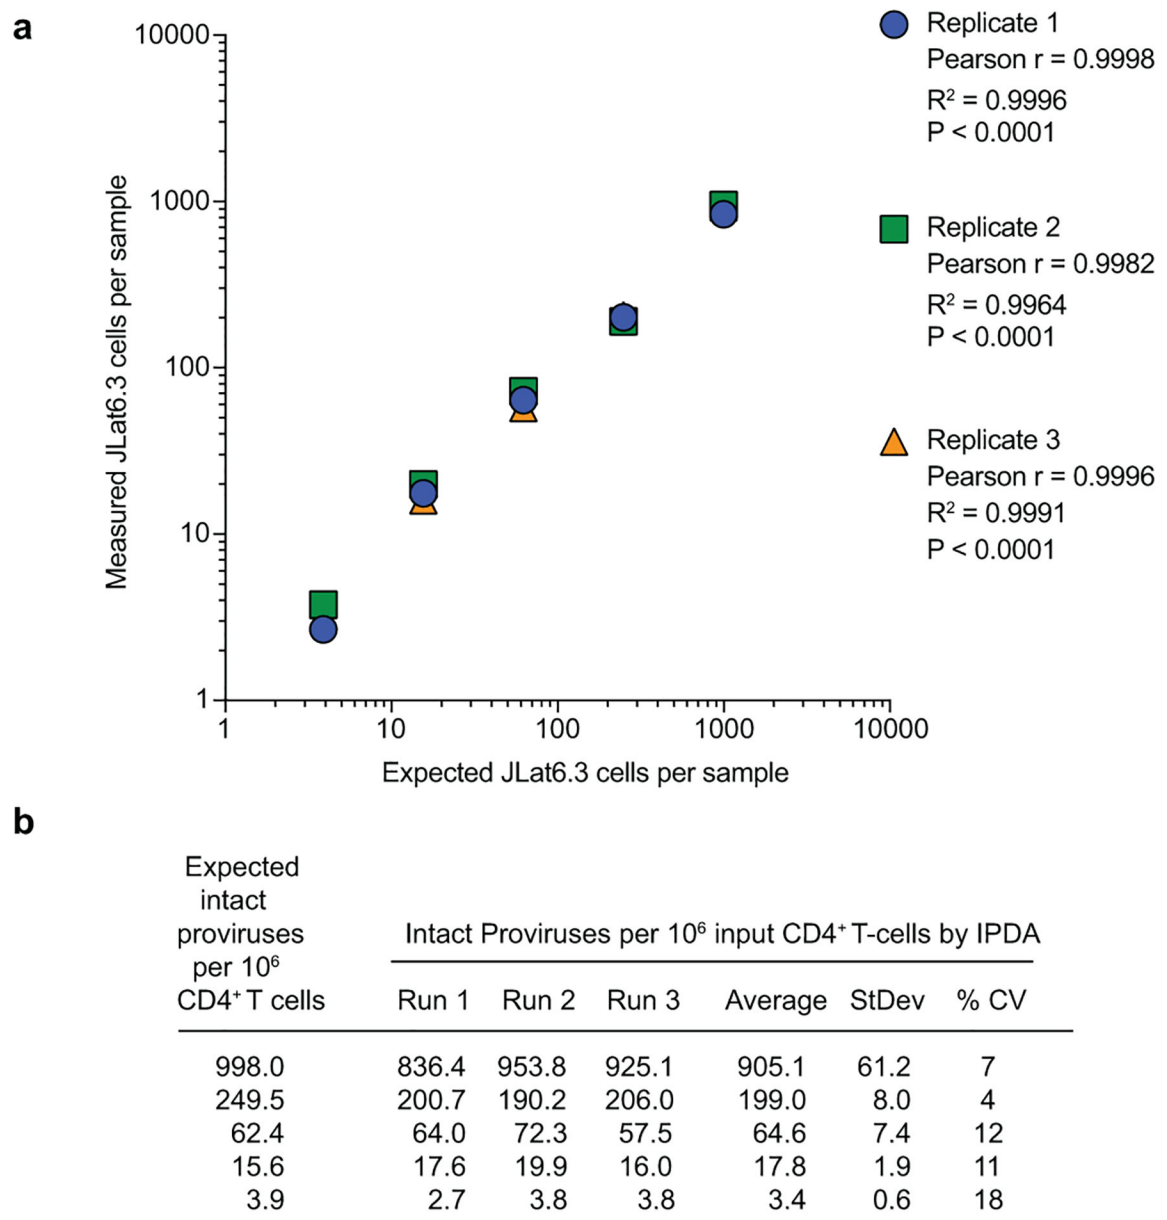 a
10000
1000
100
10
1
Measured JLat6.3 cells per sample
1 10 100 1000 10000
Expected JLat6.3 cells per sample
Replicate 1
Pearson r = 0.9998
R² = 0.9996
P < 0.0001
Replicate 2
Pearson r = 0.9982
R² = 0.9964
P < 0.0001
Replicate 3
Pearson r = 0.9996
R² = 0.9991
P < 0.0001
b
Expected
intact
proviruses
per 10⁶
CD4⁺ T cells
Intact Proviruses per 10⁶ input CD4⁺ T-cells by IPDA
Run 1 Run 2 Run 3 Average StDev % CV
998.0 836.4 953.8 925.1 905.1 61.2 7
249.5 200.7 190.2 206.0 199.0 8.0 4
62.4 64.0 72.3 57.5 64.6 7.4 12
15.6 17.6 19.9 16.0 17.8 1.9 11
3.9 2.7 3.8 3.8 3.4 0.6 18